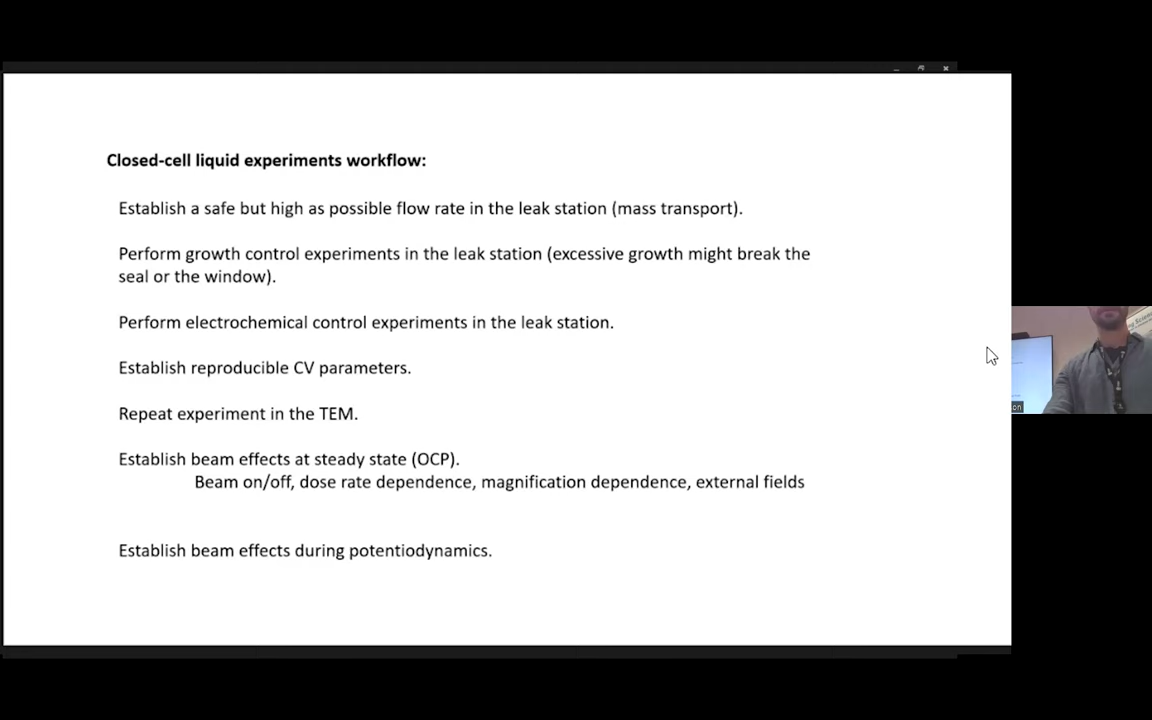 Closed-cell liquid experiments workflow:
Establish a safe but high as possible flow rate in the leak station (mass transport).
Perform growth control experiments in the leak station (excessive growth might break the
seal or the window).
Perform electrochemical control experiments in the leak station.
Establish reproducible CV parameters.
Repeat experiment in the TEM.
Establish beam effects at steady state (OCP).
Beam on/off, dose rate dependence, magnification dependence, external fields
Establish beam effects during potentiodynamics.